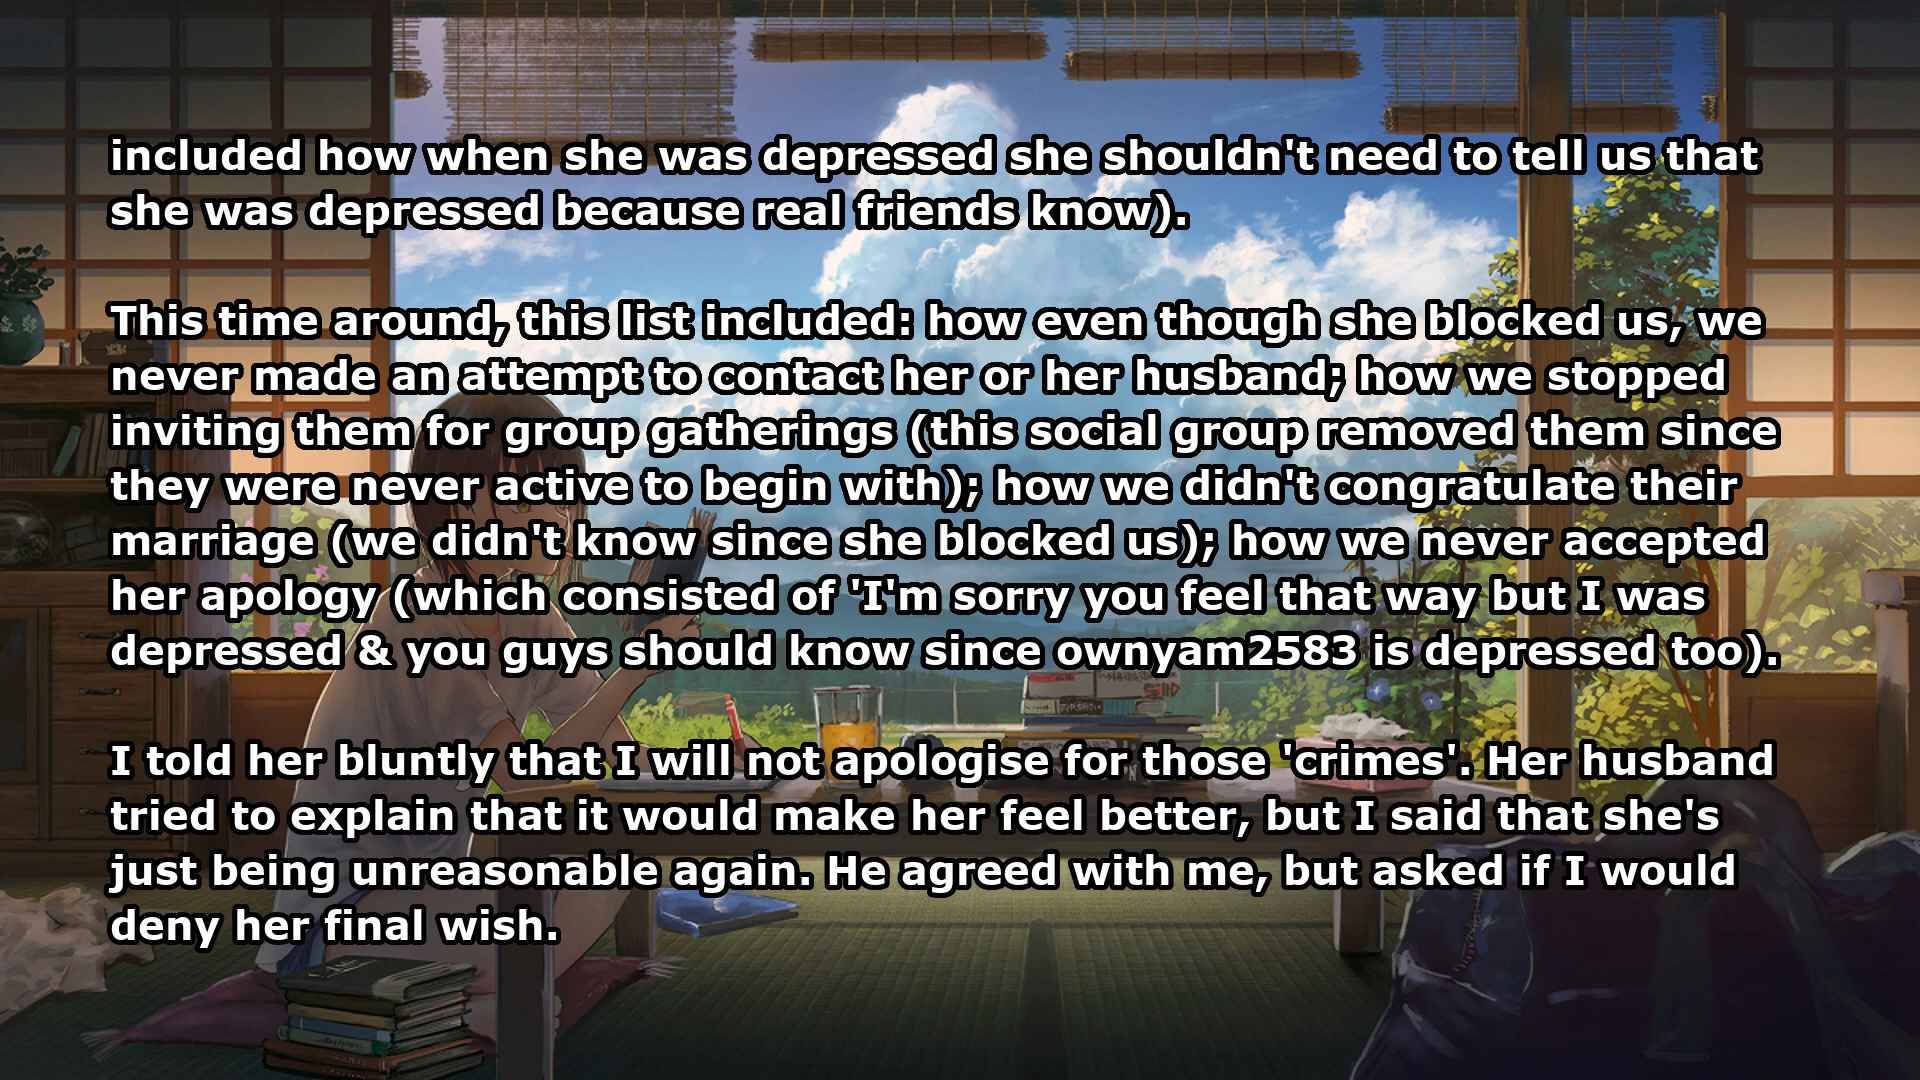 included how when she was depressed she shouldn't need to tell us that
she was depressed because real friends know).
This time around, this list included: how even though she blocked us, we
never made an attempt to contact her or her husband; how we stopped
inviting them for group gatherings (this social group removed them since
they were never active to begin with); how we didn't congratulate their
marriage (we didn't know since she blocked us); how we never accepted
her apology (which consisted of 'I'm sorry you feel that way but I was
depressed & you guys should know since ownyam2583 is depressed too).
I told her bluntly that I will not apologise for those 'crimes'. Her husband
tried to explain that it would make her feel better, but I said that she's
just being unreasonable again. He agreed with me, but asked if I would
deny her final wish.